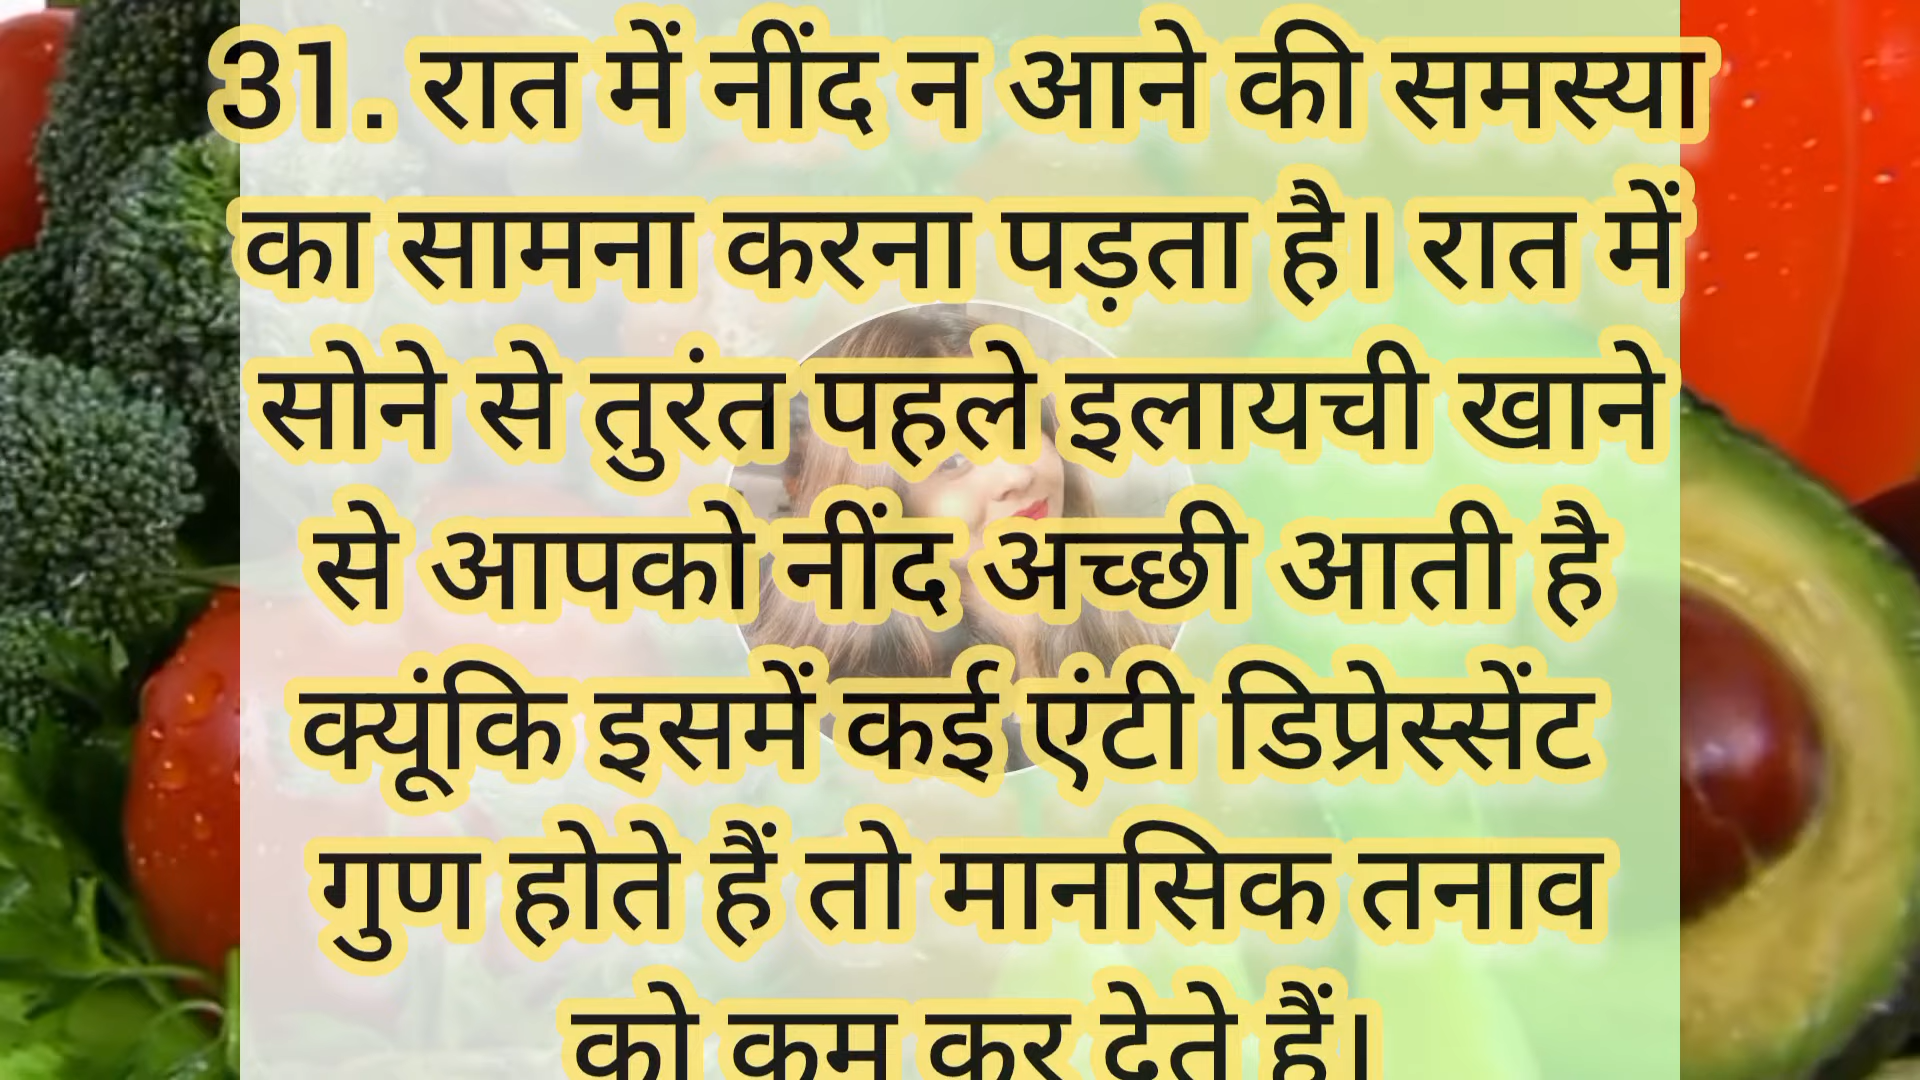 31. रात में नींद न आने की समस्या
का सामना करना पड़ता है। रात में
सोने से तुरंत पहले इलायची खाने
से आपको नींद अच्छी आती है
क्यूंकि इसमें कई एंटी डिप्रेस्सेंट
गुण होते हैं तो मानसिक तनाव
को कम कर देते हैं।